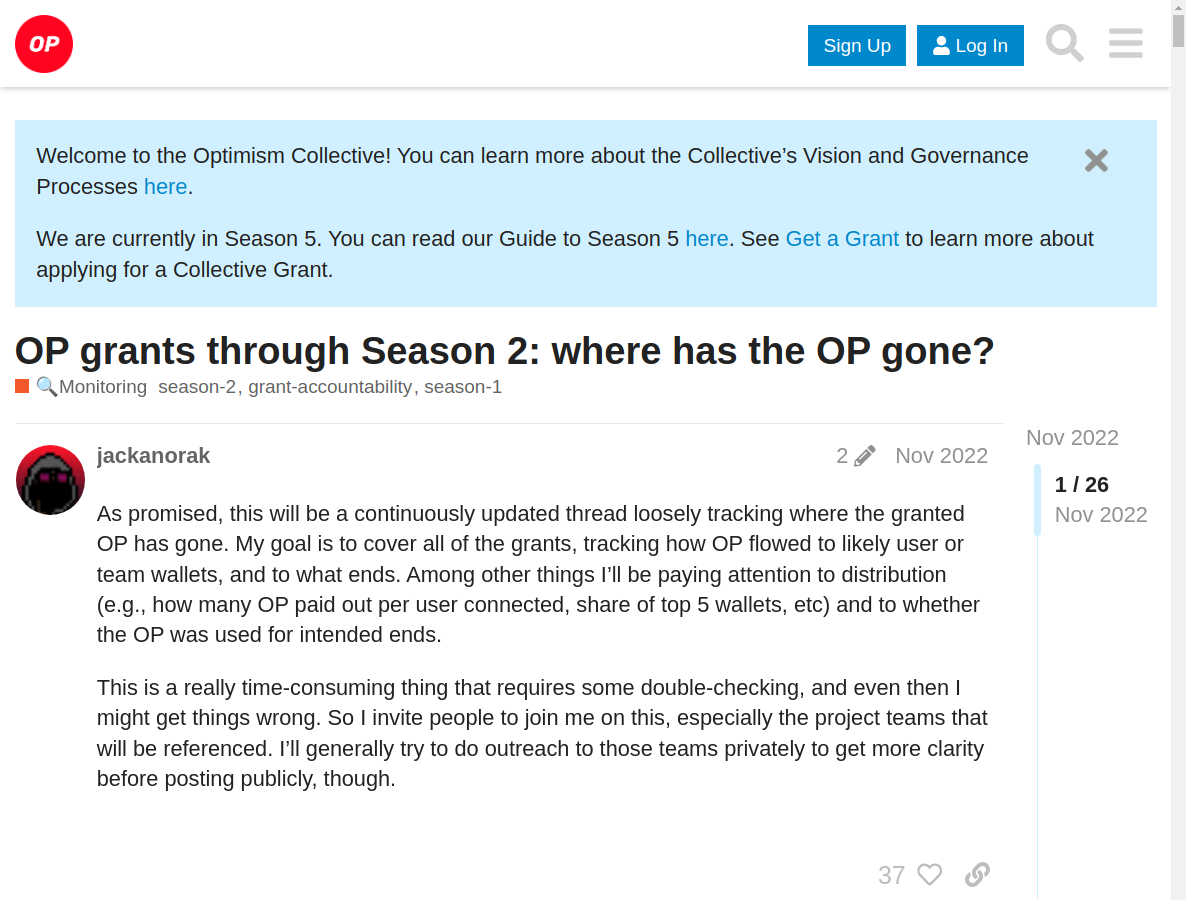 OP
Sign Up
Log In
Welcome to the Optimism Collective! You can learn more about the Collective’s Vision and Governance
Processes here.
We are currently in Season 5. You can read our Guide to Season 5 here. See Get a Grant to learn more about
applying for a Collective Grant.
OP grants through Season 2: where has the OP gone?
🔍Monitoring season-2, grant-accountability, season-1
jackanorak
2
Nov 2022
As promised, this will be a continuously updated thread loosely tracking where the granted
OP has gone. My goal is to cover all of the grants, tracking how OP flowed to likely user or
team wallets, and to what ends. Among other things I’ll be paying attention to distribution
(e.g., how many OP paid out per user connected, share of top 5 wallets, etc) and to whether
the OP was used for intended ends.
This is a really time-consuming thing that requires some double-checking, and even then I
might get things wrong. So I invite people to join me on this, especially the project teams that
will be referenced. I’ll generally try to do outreach to those teams privately to get more clarity
before posting publicly, though.
37
Nov 2022
1 / 26
Nov 2022